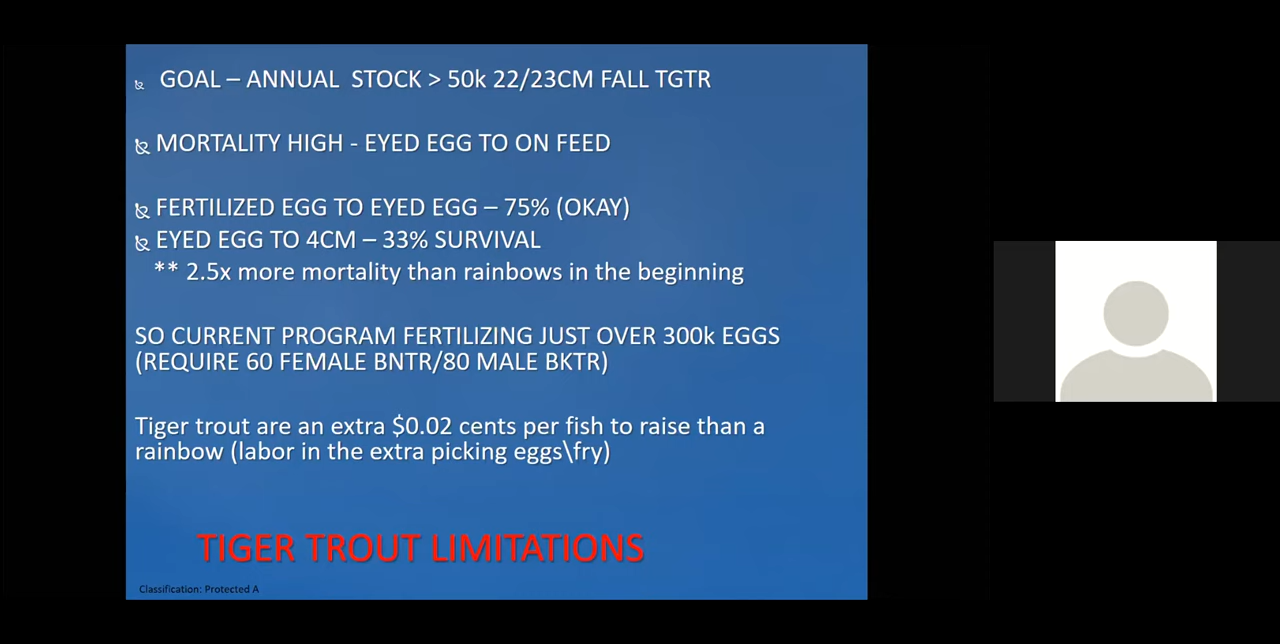 GOAL – ANNUAL STOCK > 50k 22/23CM FALL TGTR
MORTALITY HIGH - EYED EGG TO ON FEED
FERTILIZED EGG TO EYED EGG – 75% (OKAY)
EYED EGG TO 4CM – 33% SURVIVAL
** 2.5x more mortality than rainbows in the beginning
SO CURRENT PROGRAM FERTILIZING JUST OVER 300k EGGS
(REQUIRE 60 FEMALE BNTR/80 MALE BKTR)
Tiger trout are an extra $0.02 cents per fish to raise than a
rainbow (labor in the extra picking eggs\fry)
TIGER TROUT LIMITATIONS
Classification: Protected A